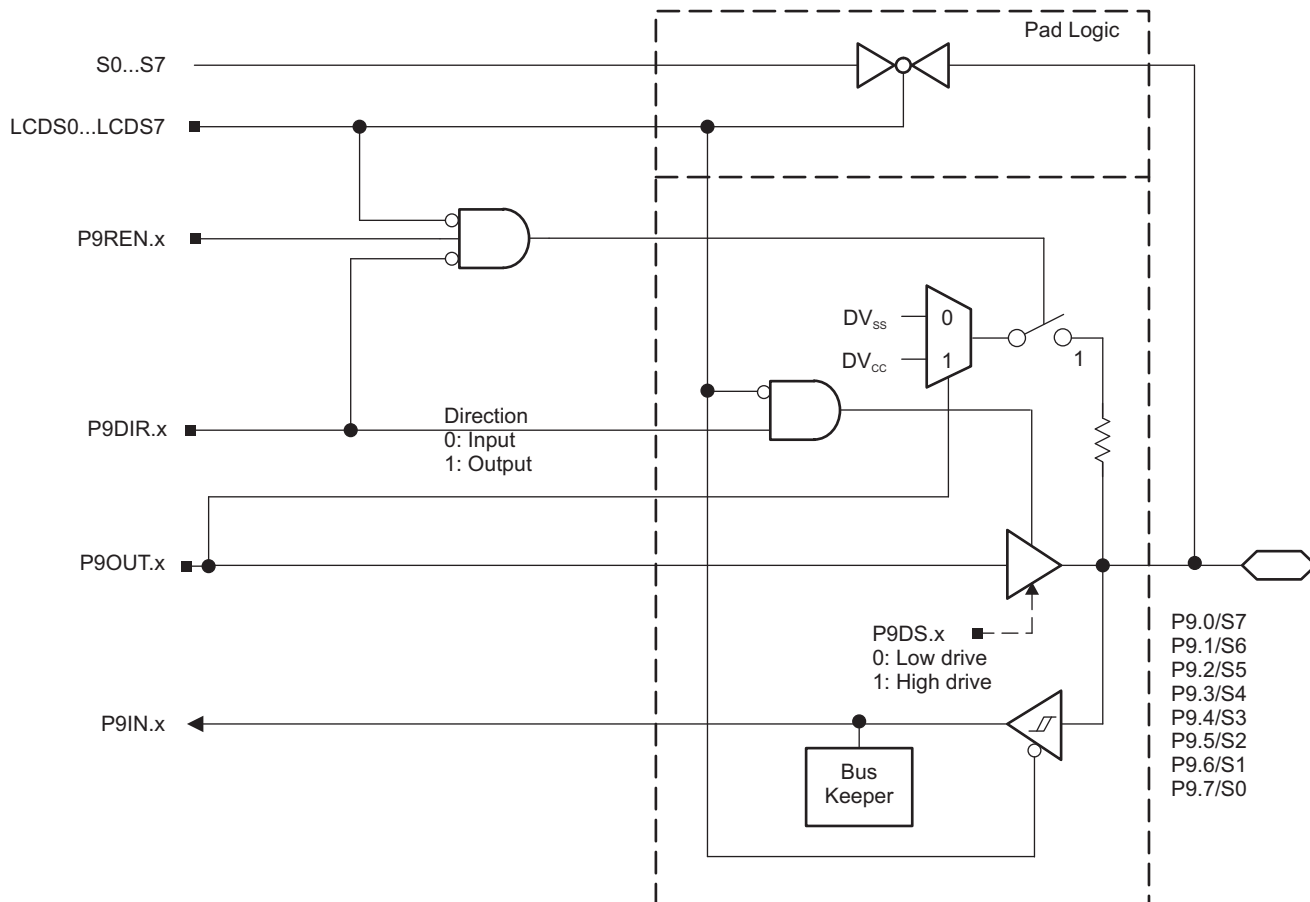 Pad Logic
S0...S7
LCDS0...LCDS7
P9REN.x
DVSS
0
DVCC
1
1
P9DIR.x
Direction
0: Input
1: Output
P9OUT.x
P9DS.x
0: Low drive
1: High drive
P9.0/S7
P9.1/S6
P9.2/S5
P9.3/S4
P9.4/S3
P9.5/S2
P9.6/S1
P9.7/S0
P9IN.x
Bus
Keeper